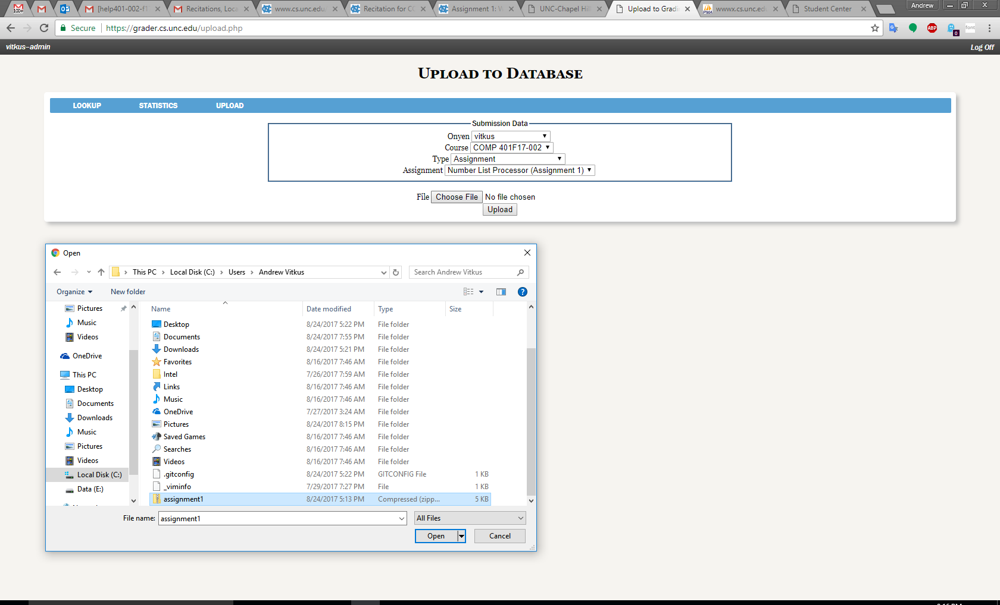 100+
[help401-002-f1
Recitations, Loca
www.cs.unc.edu/
Recitation for CO
Assignment 1: W
UNC-Chapel Hill
Upload to Gradi
wwwx.cs.unc.ed
Student Center
Andrew
Secure
https://grader.cs.unc.edu/upload.php
ABP
0
font
vitkus-admin
Log Off
Upload to Database
LOOKUP
STATISTICS
UPLOAD
Submission Data
Onyen vitkus
Course COMP 401F17-002
Type Assignment
Assignment Number List Processor (Assignment 1)
File Choose File No file chosen
Upload
Open
This PC > Local Disk (C:) > Users > Andrew Vitkus
Search Andrew Vitkus
Organize
New folder
?
Pictures
Music
Videos
OneDrive
This PC
Desktop
Documents
Downloads
Music
Pictures
Videos
Local Disk (C:)
Data (E:)
Name Date modified Type Size
Desktop 8/24/2017 5:22 PM File folder
Documents 8/24/2017 7:55 PM File folder
Downloads 8/24/2017 5:21 PM File folder
Favorites 8/16/2017 7:46 AM File folder
Intel 7/26/2017 7:59 AM File folder
Links 8/16/2017 7:46 AM File folder
Music 8/16/2017 7:46 AM File folder
OneDrive 7/27/2017 3:24 AM File folder
Pictures 8/24/2017 8:15 PM File folder
Saved Games 8/16/2017 7:46 AM File folder
Searches 8/16/2017 7:46 AM File folder
Videos 8/16/2017 7:46 AM File folder
.gitconfig 8/24/2017 5:22 PM GITCONFIG File 1 KB
_viminfo 7/29/2017 7:27 PM File 1 KB
assignment1 8/24/2017 5:13 PM Compressed (zipp... 5 KB
File name: assignment1
All Files
Open
Cancel